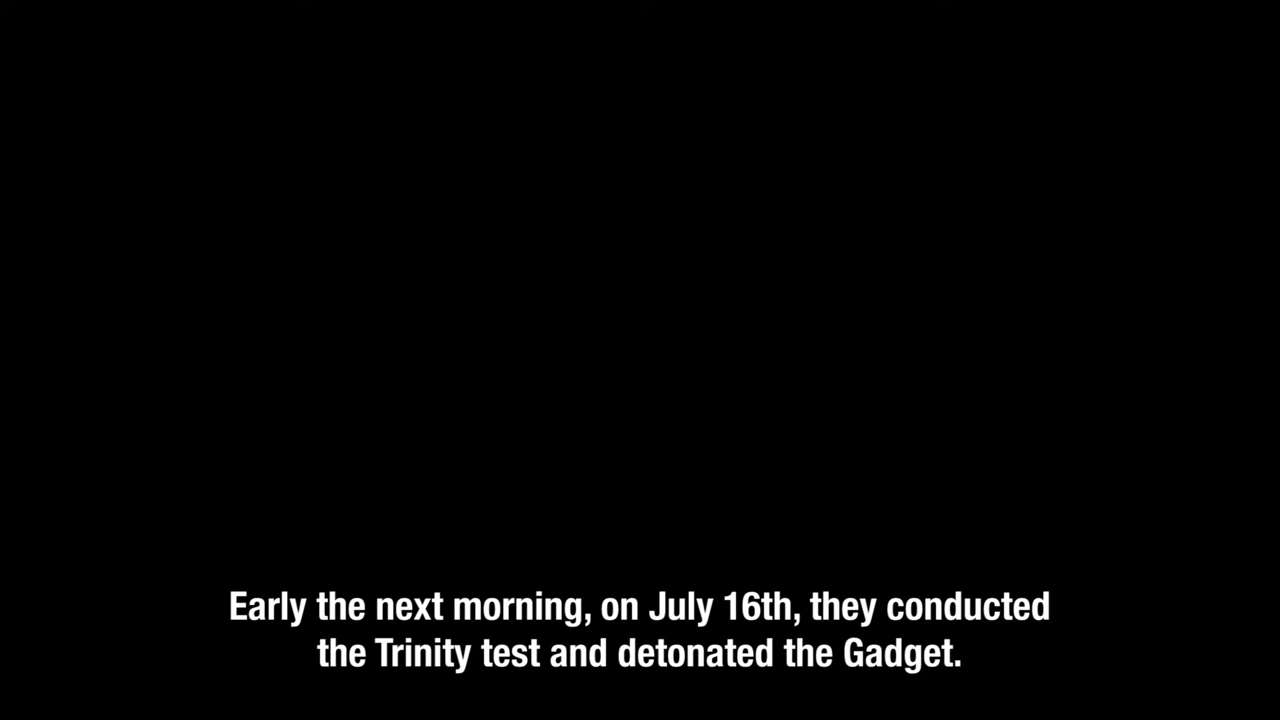 Early the next morning, on July 16th, they conducted
the Trinity test and detonated the Gadget.